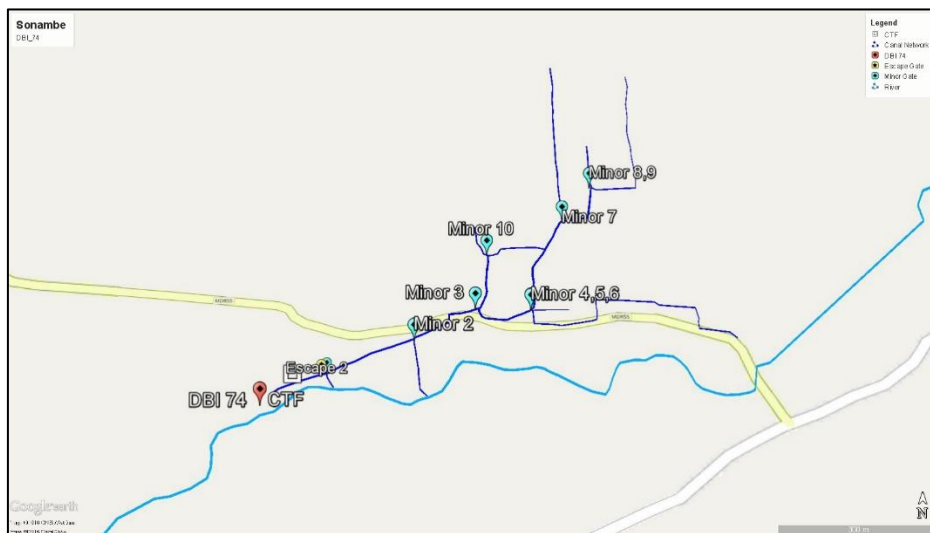 Sonambe
DBI_74
Legend
CTF
Canal Network
DBI 74
Escape Gate
Minor Gate
River
Minor 8,9
Minor 7
Minor 10
Minor 3
Minor 4,5,6
Minor 2
Escape 2
DBI 74
CTF
Google earth
N
300 m